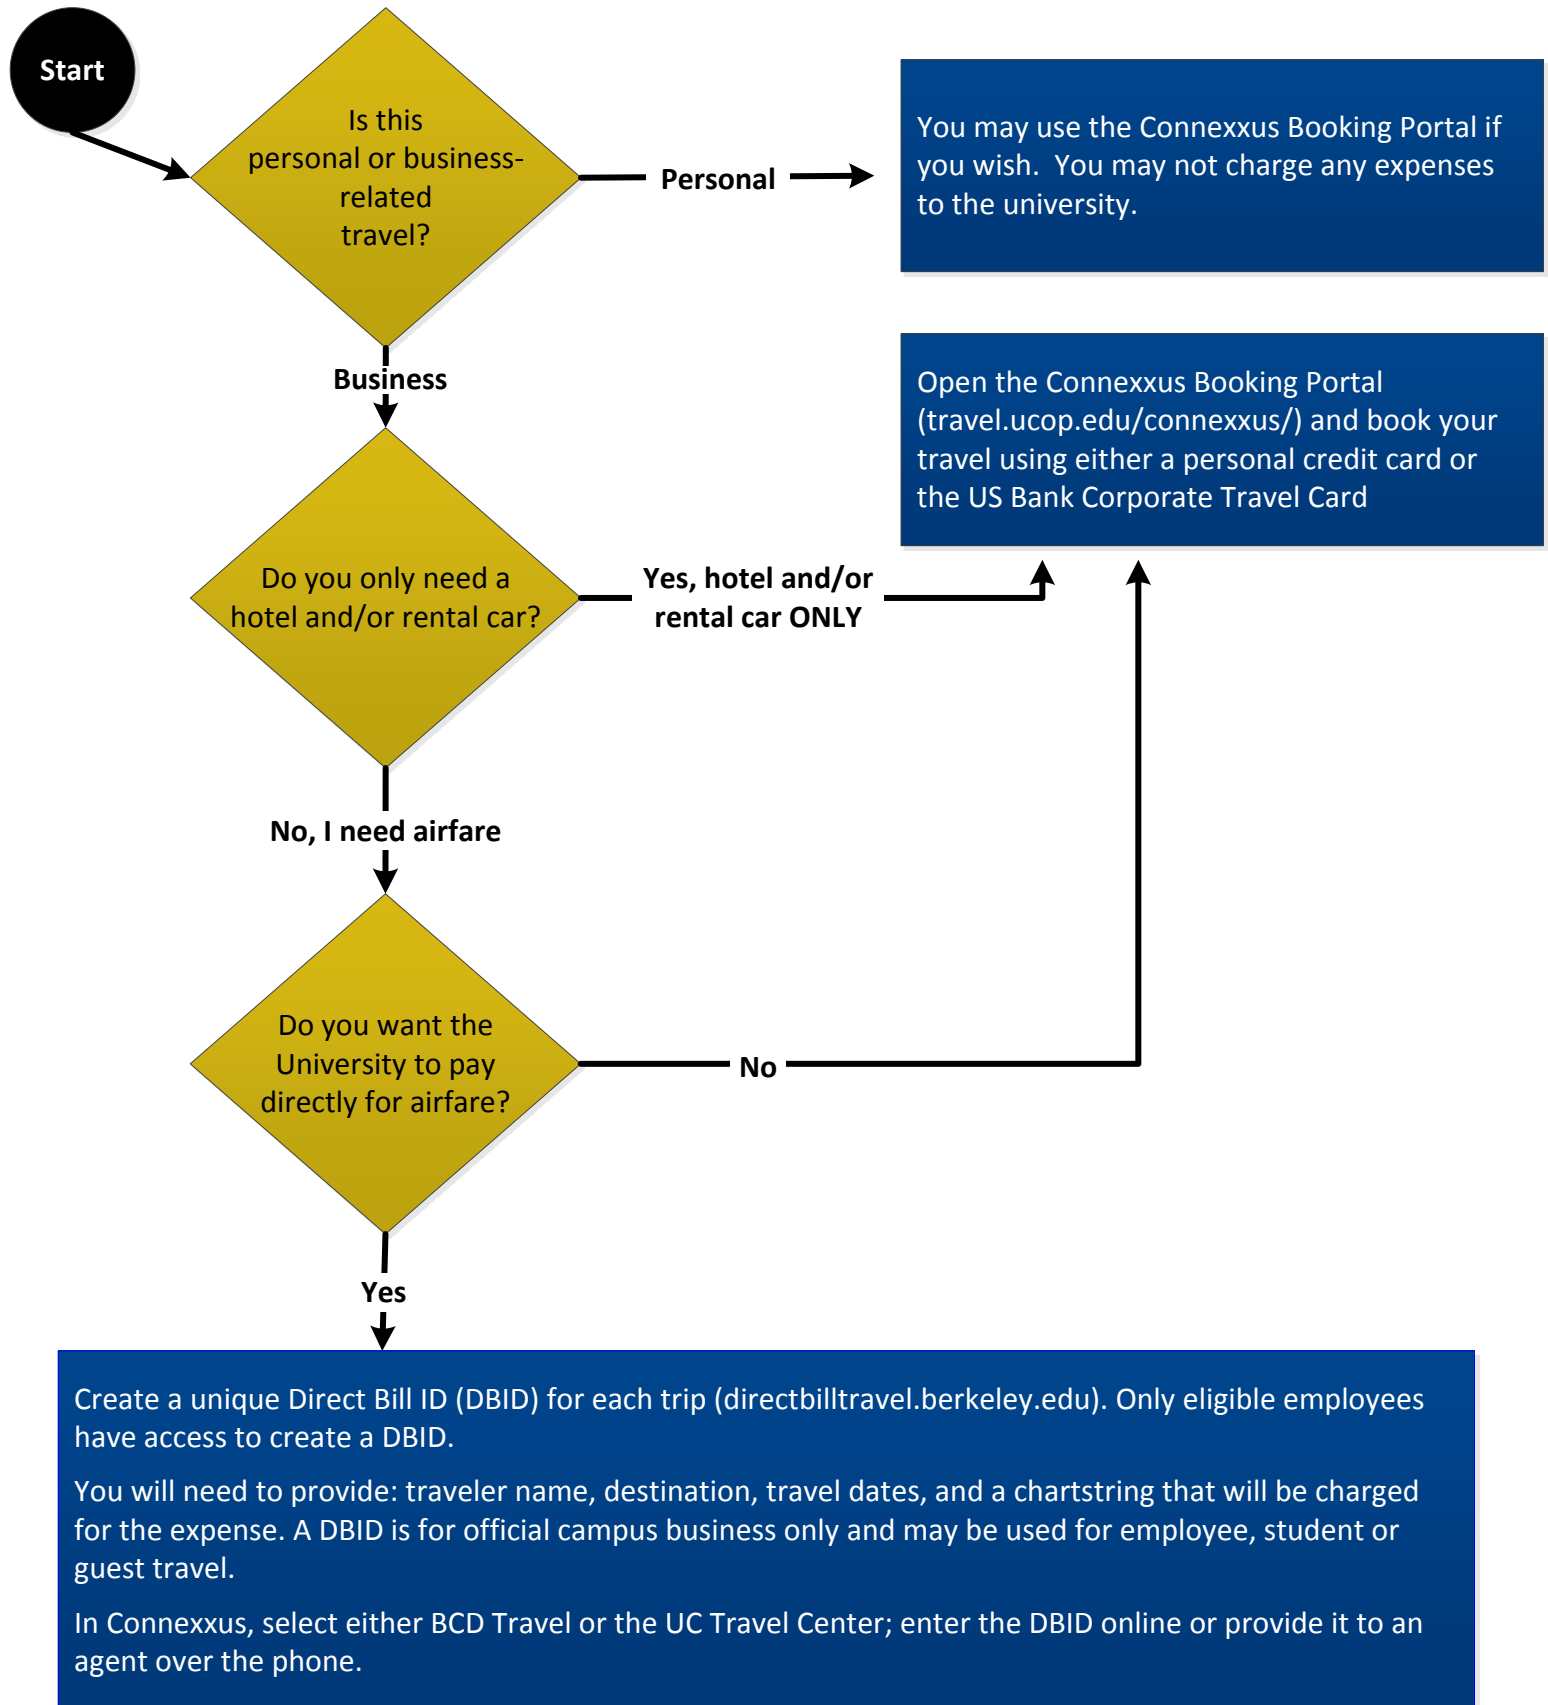 Start
Is this
personal or business-
related
travel?
Personal
You may use the Connexxus Booking Portal if
you wish.  You may not charge any expenses
to the university.
Business
Open the Connexxus Booking Portal
(travel.ucop.edu/connexxus/) and book your
travel using either a personal credit card or
the US Bank Corporate Travel Card
Do you only need a
hotel and/or rental car?
Yes, hotel and/or
rental car ONLY
No, I need airfare
Do you want the
University to pay
directly for airfare?
No
Yes
Create a unique Direct Bill ID (DBID) for each trip (directbilltravel.berkeley.edu). Only eligible employees
have access to create a DBID.
You will need to provide: traveler name, destination, travel dates, and a chartstring that will be charged
for the expense. A DBID is for official campus business only and may be used for employee, student or
guest travel.
In Connexxus, select either BCD Travel or the UC Travel Center; enter the DBID online or provide it to an
agent over the phone.